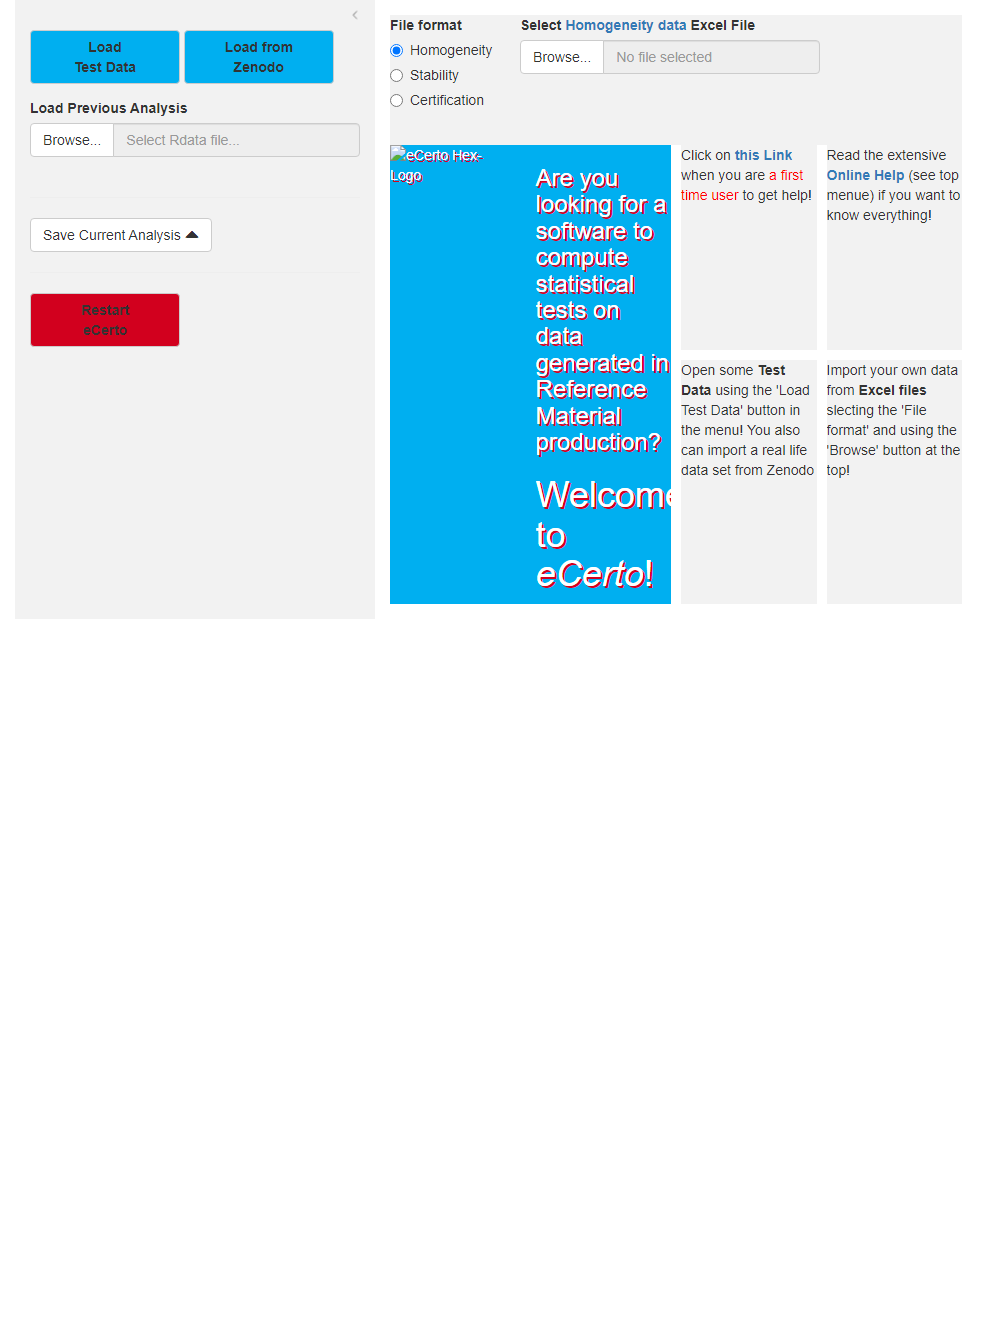 Load
Test Data
Load from
Zenodo
Load Previous Analysis
Browse...
Select Rdata file...
Save Current Analysis
Restart
eCerto
File format
Homogeneity
Stability
Certification
Select Homogeneity data Excel File
Browse...
No file selected
eCerto Hex-
Logo
Are you
looking for a
software to
compute
statistical
tests on
data
generated in
Reference
Material
production?
Welcome
to
eCerto!
Click on this Link
when you are a first
time user to get help!
Read the extensive
Online Help (see top
menue) if you want to
know everything!
Open some Test
Data using the 'Load
Test Data' button in
the menu! You also
can import a real life
data set from Zenodo
Import your own data
from Excel files
slecting the 'File
format' and using the
'Browse' button at the
top!